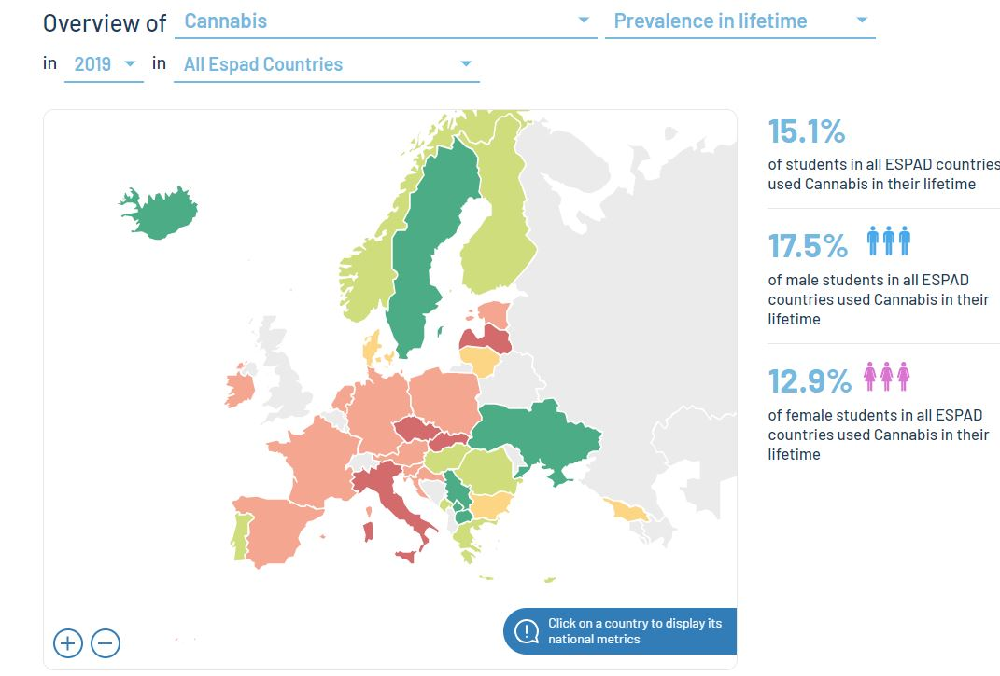 Overview of Cannabis Prevalence in lifetime
in 2019 in All Espad Countries
15.1%
of students in all ESPAD countries
used Cannabis in their lifetime
17.5%
of male students in all ESPAD
countries used Cannabis in their
lifetime
12.9%
of female students in all ESPAD
countries used Cannabis in their
lifetime
Click on a country to display its
national metrics